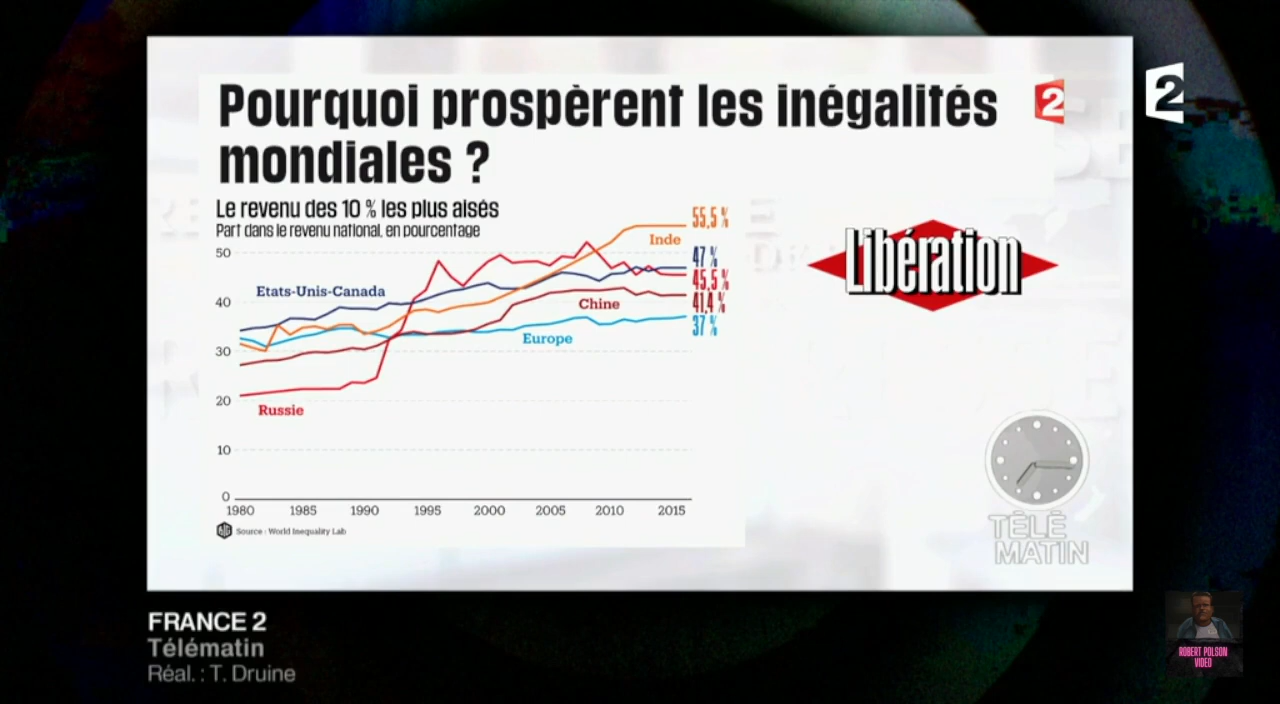 Pourquoi prospèrent les inégalités
mondiales ?
2
2
Le revenu des 10 % les plus aisés
Part dans le revenu national, en pourcentage
55,5 %
Inde
50
47 %
Etats-Unis-Canada
45,5 %
40
Chine
41,4 %
Europe
37 %
30
20
Russie
10
0
1980 1985 1990 1995 2000 2005 2010 2015
Source : World Inequality Lab
Libération
TÉLÉ
MATIN
FRANCE 2
Télématin
Réal. : T. Druine
ROBERT POLSON
VIDEO